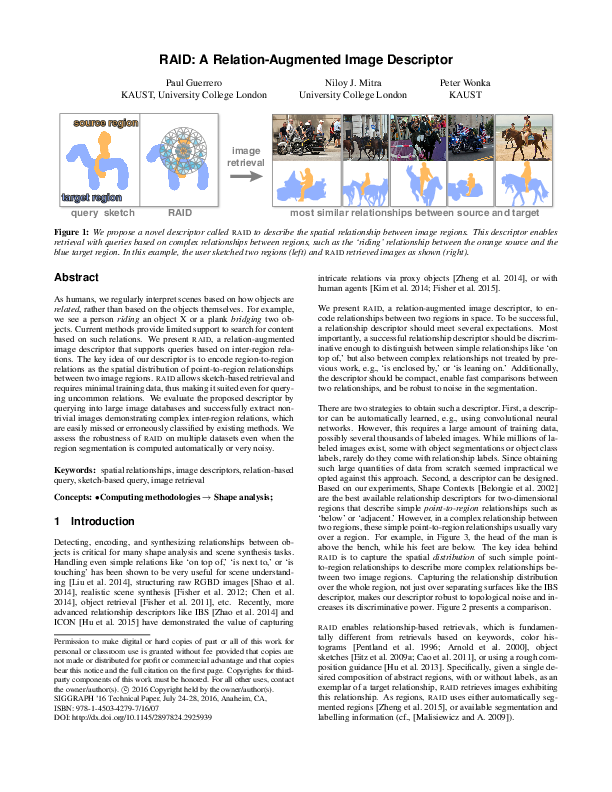 RAID: A Relation-Augmented Image Descriptor
Paul Guerrero
KAUST, University College London
Niloy J. Mitra
University College London
Peter Wonka
KAUST
source region
target region
image
retrieval
query sketch
RAID
most similar relationships between source and target
Figure 1: We propose a novel descriptor called RAID to describe the spatial relationship between image regions. This descriptor enables
retrieval with queries based on complex relationships between regions, such as the ‘riding’ relationship between the orange source and the
blue target region. In this example, the user sketched two regions (left) and RAID retrieved images as shown (right).
Abstract
As humans, we regularly interpret scenes based on how objects are
related, rather than based on the objects themselves. For example,
we see a person riding an object X or a plank bridging two ob-
jects. Current methods provide limited support to search for content
based on such relations. We present RAID, a relation-augmented
image descriptor that supports queries based on inter-region rela-
tions. The key idea of our descriptor is to encode region-to-region
relations as the spatial distribution of point-to-region relationships
between two image regions. RAID allows sketch-based retrieval and
requires minimal training data, thus making it suited even for query-
ing uncommon relations. We evaluate the proposed descriptor by
querying into large image databases and successfully extract non-
trivial images demonstrating complex inter-region relations, which
are easily missed or erroneously classified by existing methods. We
assess the robustness of RAID on multiple datasets even when the
region segmentation is computed automatically or very noisy.
Keywords: spatial relationships, image descriptors, relation-based
query, sketch-based query, image retrieval
Concepts: •Computing methodologies → Shape analysis;
1 Introduction
Detecting, encoding, and synthesizing relationships between ob-
jects is critical for many shape analysis and scene synthesis tasks.
Handling even simple relations like ‘on top of,’ ‘is next to,’ or ‘is
touching’ has been shown to be very useful for scene understand-
ing [Liu et al. 2014], structuring raw RGBD images [Shao et al.
2014], realistic scene synthesis [Fisher et al. 2012; Chen et al.
2014], object retrieval [Fisher et al. 2011], etc. Recently, more
advanced relationship descriptors like IBS [Zhao et al. 2014] and
ICON [Hu et al. 2015] have demonstrated the value of capturing
Permission to make digital or hard copies of part or all of this work for
personal or classroom use is granted without fee provided that copies are
not made or distributed for profit or commercial advantage and that copies
bear this notice and the full citation on the first page. Copyrights for third-
party components of this work must be honored. For all other uses, contact
the owner/author(s). © 2016 Copyright held by the owner/author(s).
SIGGRAPH ’16 Technical Paper, July 24-28, 2016, Anaheim, CA,
ISBN: 978-1-4503-4279-7/16/07
DOI: http://dx.doi.org/10.1145/2897824.2925939
intricate relations via proxy objects [Zheng et al. 2014], or with
human agents [Kim et al. 2014; Fisher et al. 2015].
We present RAID, a relation-augmented image descriptor, to en-
code relationships between two regions in space. To be successful,
a relationship descriptor should meet several expectations. Most
importantly, a successful relationship descriptor should be discrim-
inative enough to distinguish between simple relationships like ‘on
top of,’ but also between complex relationships not treated by pre-
vious work, e.g., ‘is enclosed by,’ or ‘is leaning on.’ Additionally,
the descriptor should be compact, enable fast comparisons between
two relationships, and be robust to noise in the segmentation.
There are two strategies to obtain such a descriptor. First, a descrip-
tor can be automatically learned, e.g., using convolutional neural
networks. However, this requires a large amount of training data,
possibly several thousands of labeled images. While millions of la-
beled images exist, some with object segmentations or object class
labels, rarely do they come with relationship labels. Since obtaining
such large quantities of data from scratch seemed impractical we
opted against this approach. Second, a descriptor can be designed.
Based on our experiments, Shape Contexts [Belongie et al. 2002]
are the best available relationship descriptors for two-dimensional
regions that describe simple point-to-region relationships such as
‘below’ or ‘adjacent.’ However, in a complex relationship between
two regions, these simple point-to-region relationships usually vary
over a region. For example, in Figure 3, the head of the man is
above the bench, while his feet are below. The key idea behind
RAID is to capture the spatial distribution of such simple point-
to-region relationships to describe more complex relationships be-
tween two image regions. Capturing the relationship distribution
over the whole region, not just over separating surfaces like the IBS
descriptor, makes our descriptor robust to topological noise and in-
creases its discriminative power. Figure 2 presents a comparison.
RAID enables relationship-based retrievals, which is fundamen-
tally different from retrievals based on keywords, color his-
tograms [Pentland et al. 1996; Arnold et al. 2000], object
sketches [Eitz et al. 2009a; Cao et al. 2011], or using a rough com-
position guidance [Hu et al. 2013]. Specifically, given a single de-
sired composition of abstract regions, with or without labels, as an
exemplar of a target relationship, RAID retrieves images exhibiting
this relationship. As regions, RAID uses either automatically seg-
mented regions [Zheng et al. 2015], or available segmentation and
labelling information (cf., [Malisiewicz and A. 2009]).